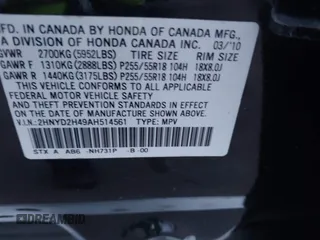 MFD. IN CANADA BY HONDA OF CANADA MFG.,
A DIVISION OF HONDA CANADA INC. 03/'10
GVWR 2700KG(5952LBS) TIRE SIZE RIM SIZE
GAWR F 1310KG(2888LBS) P255/55R18 104H 18X8.0J
GAWR R 1440KG(3175LBS) P255/55R18 104H 18X8.0J
THIS VEHICLE CONFORMS TO ALL APPLICABLE FEDERAL
MOTOR VEHICLE SAFETY AND THEFT PREVENTION
STANDARDS IN EFFECT ON THE DATE OF
MANUFACTURE SHOWN ABOVE.
V.I.N.:2HNYD2H49AH514561 TYPE: MPV
STX A AB6 NH731P B 00
DREAMBID